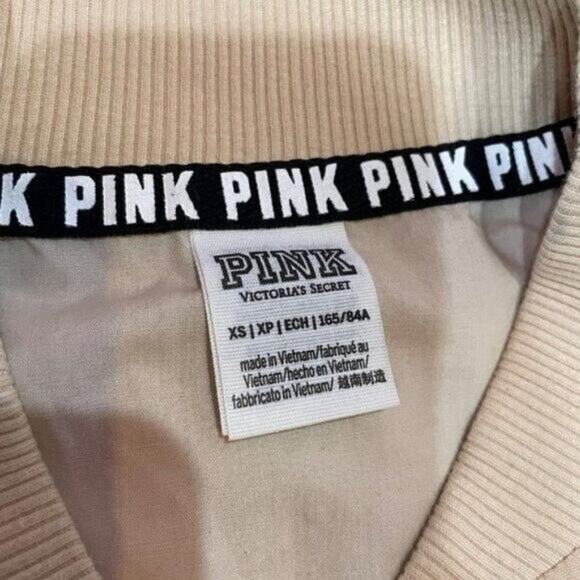 K PINK PINK PINK PINK
PINK
VICTORIA'S SECRET
XS | XP | ECH | 165/84A
made in Vietnam/fabriqué au
Vietnam/hecho en Vietnam/
fabbricato in Vietnam/ 越南制造